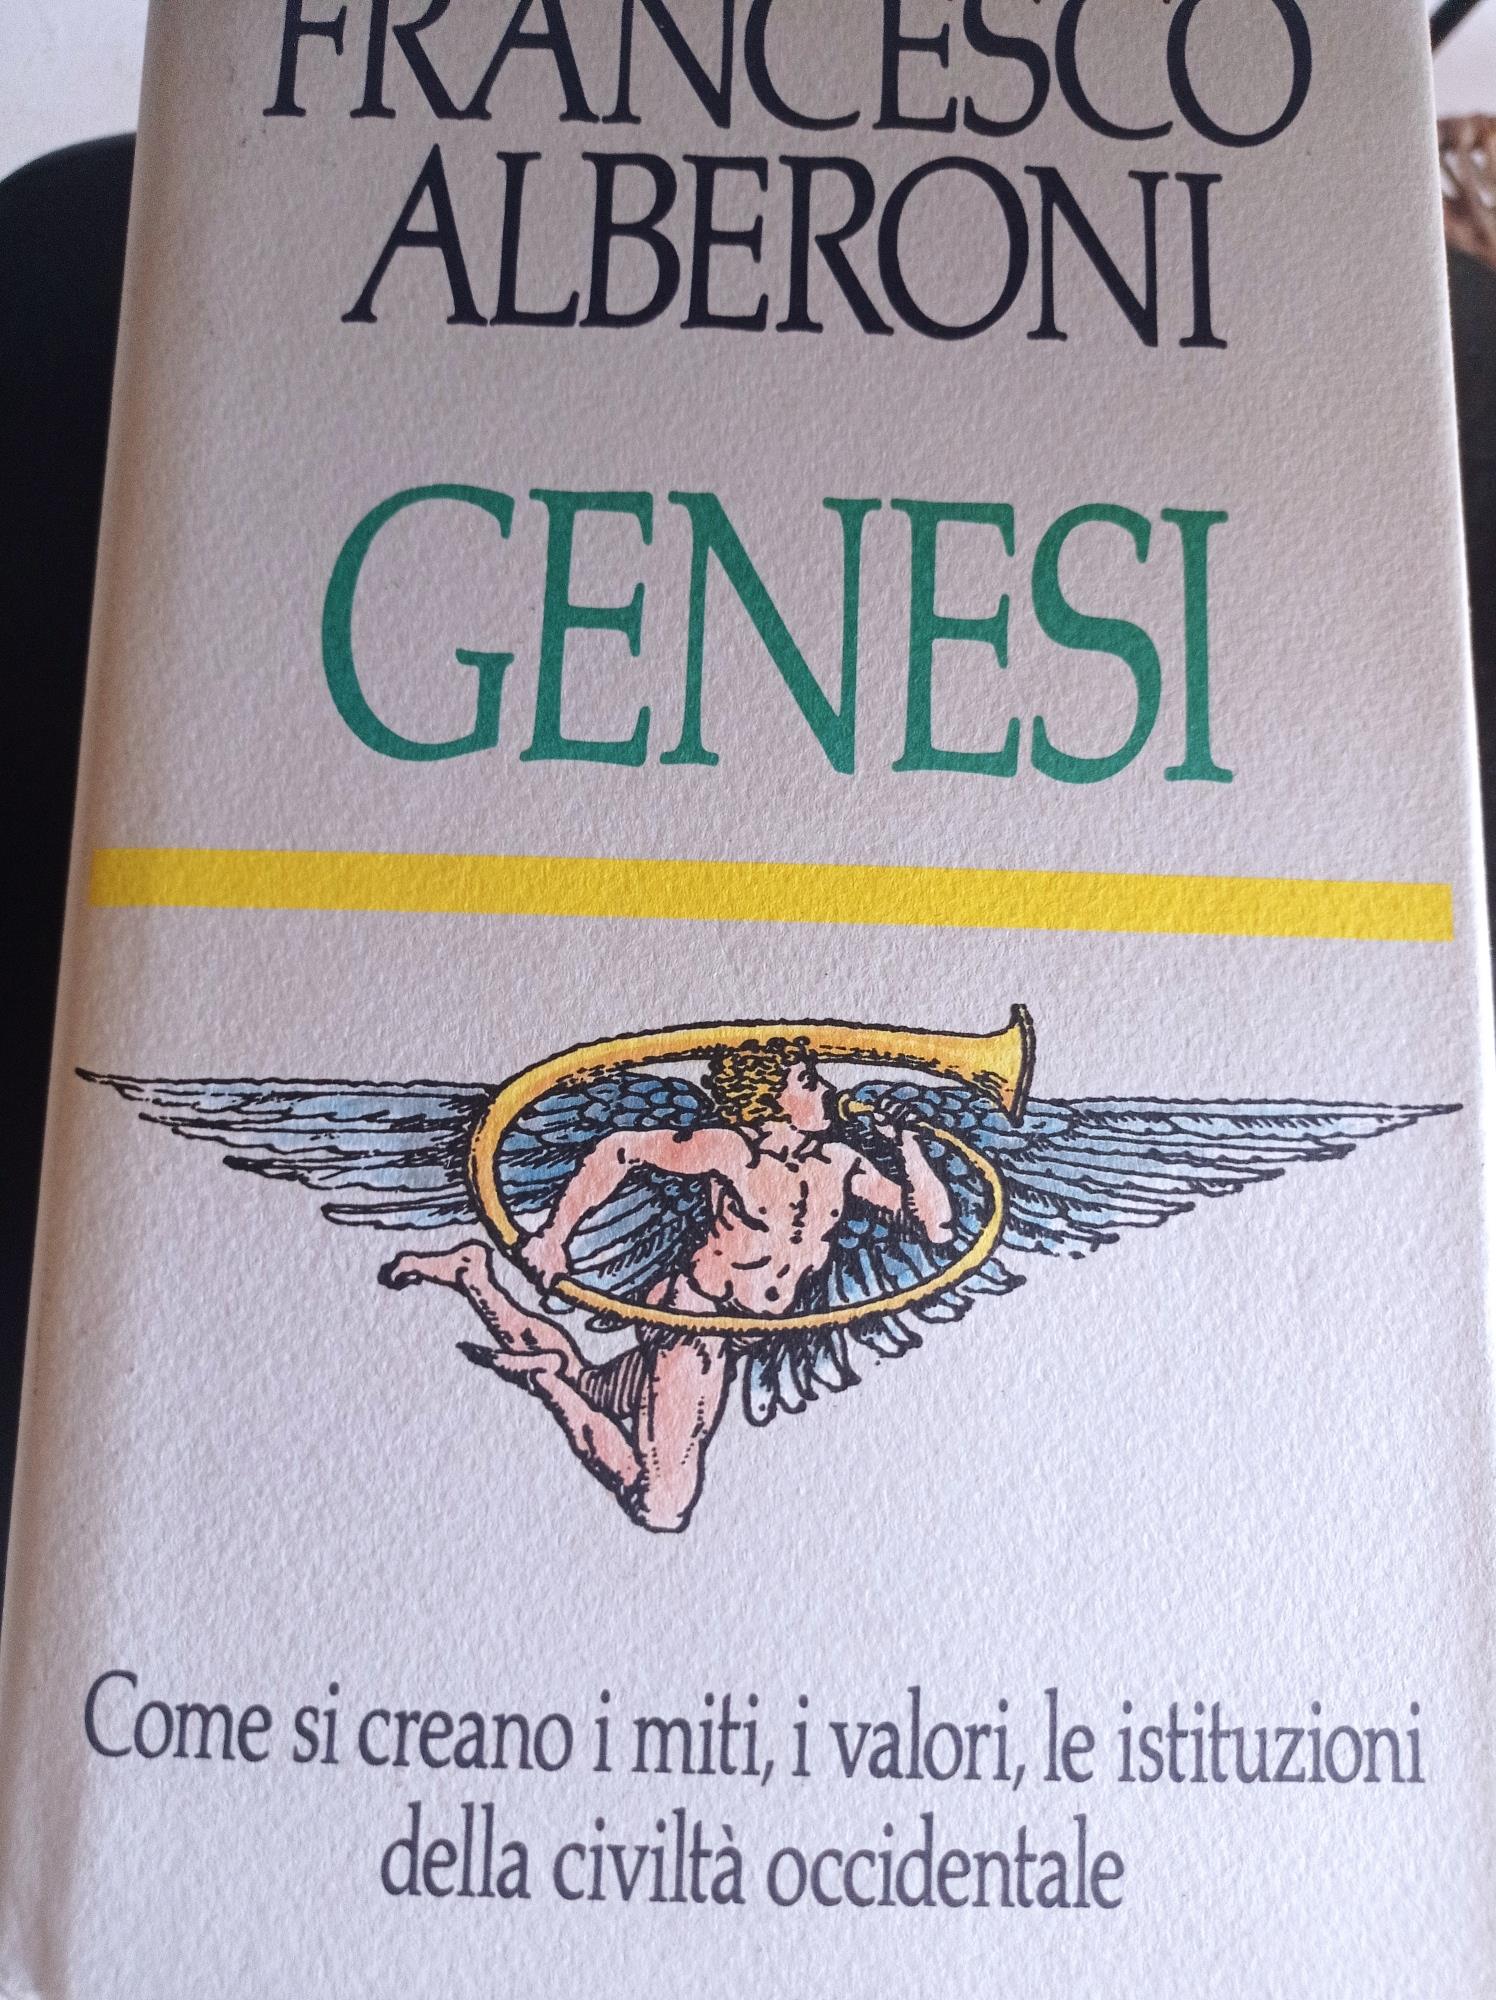 FRANCESCO
ALBERONI
GENESI
Come si creano i miti, i valori, le istituzioni
della civiltà occidentale